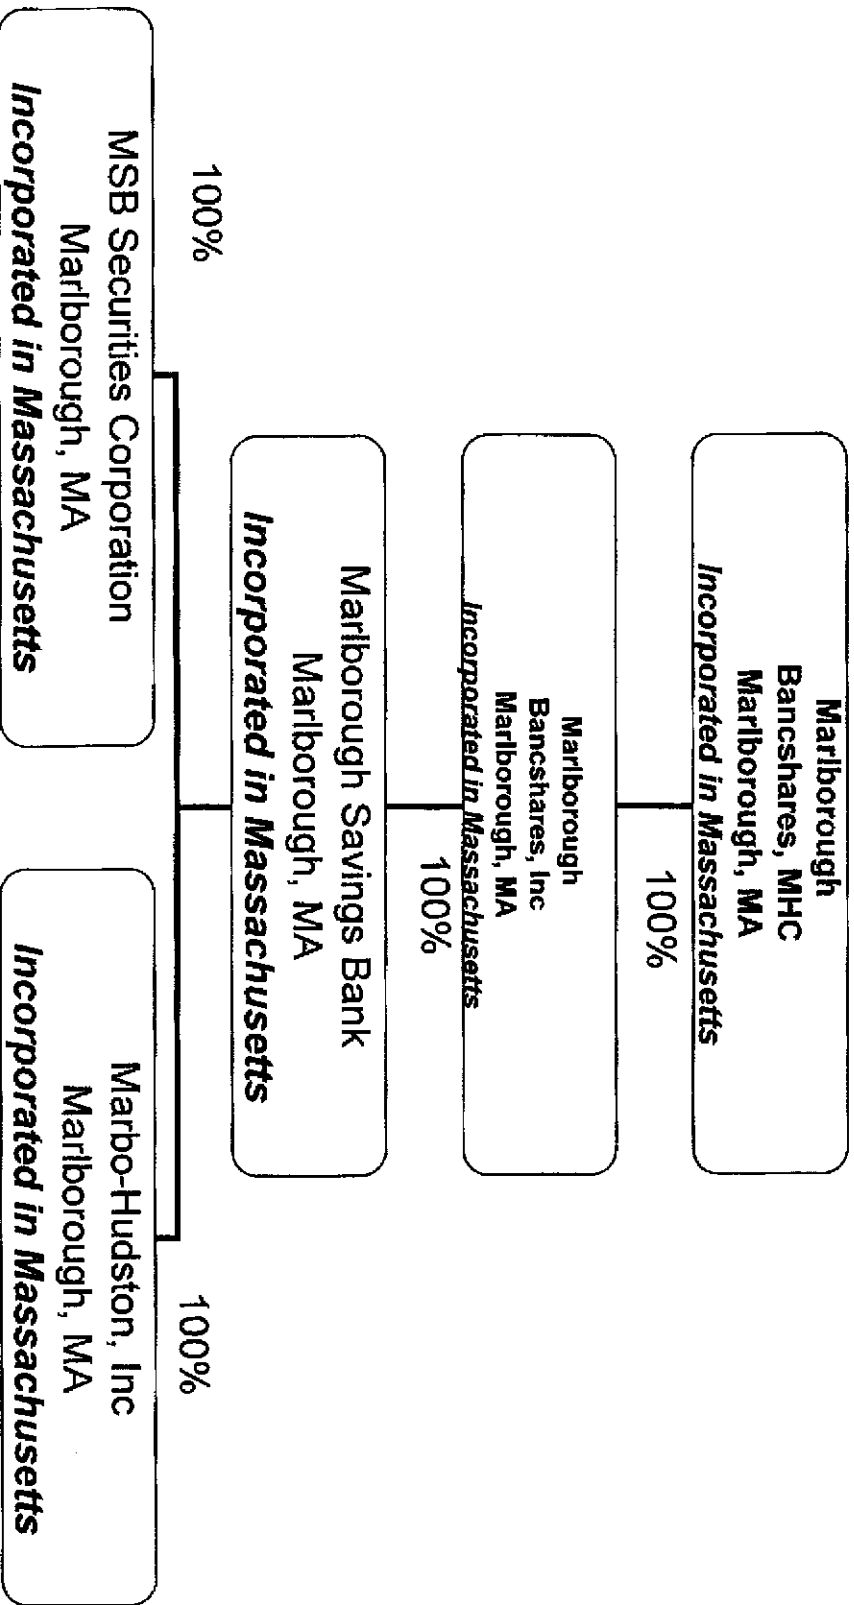 Marlborough
Bancshares, MHC
Marlborough, MA
Incorporated in Massachusetts
100%
Marlborough
Bancshares, Inc
Marlborough, MA
Incorporated in Massachusetts
100%
Marlborough Savings Bank
Marlborough, MA
Incorporated in Massachusetts
100%
100%
MSB Securities Corporation
Marlborough, MA
Incorporated in Massachusetts
Marbo-Hudston, Inc
Marlborough, MA
Incorporated in Massachusetts